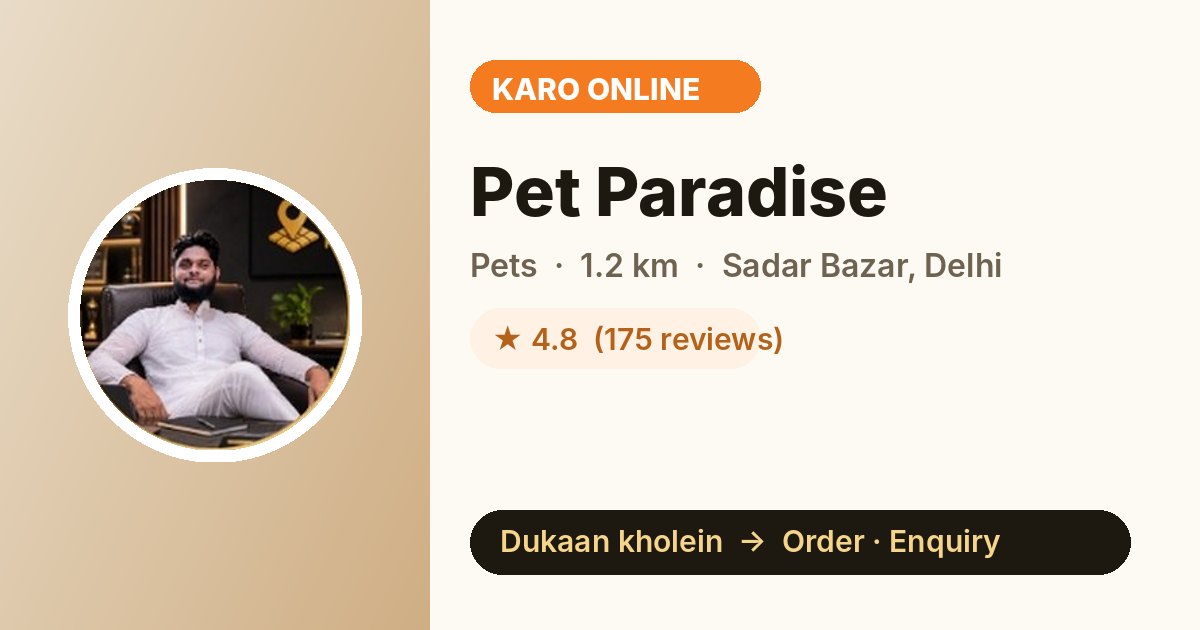 KARO ONLINE
Pet Paradise
Pets · 1.2 km · Sadar Bazar, Delhi
★ 4.8 (175 reviews)
Dukaan kholein → Order · Enquiry